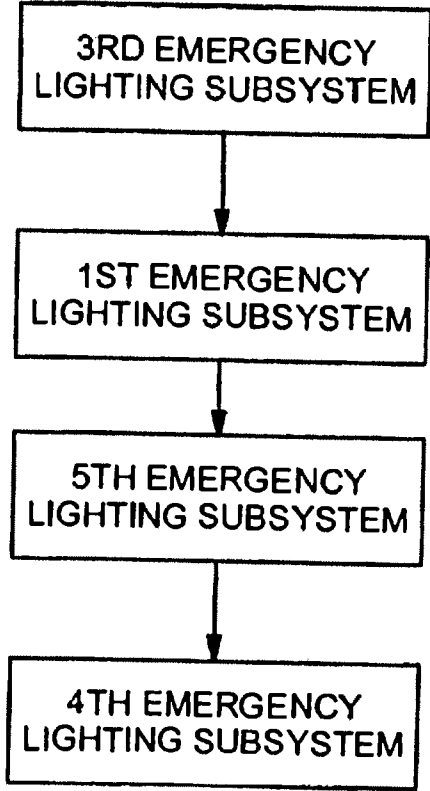 3RD EMERGENCY
LIGHTING SUBSYSTEM
1ST EMERGENCY
LIGHTING SUBSYSTEM
5TH EMERGENCY
LIGHTING SUBSYSTEM
4TH EMERGENCY
LIGHTING SUBSYSTEM